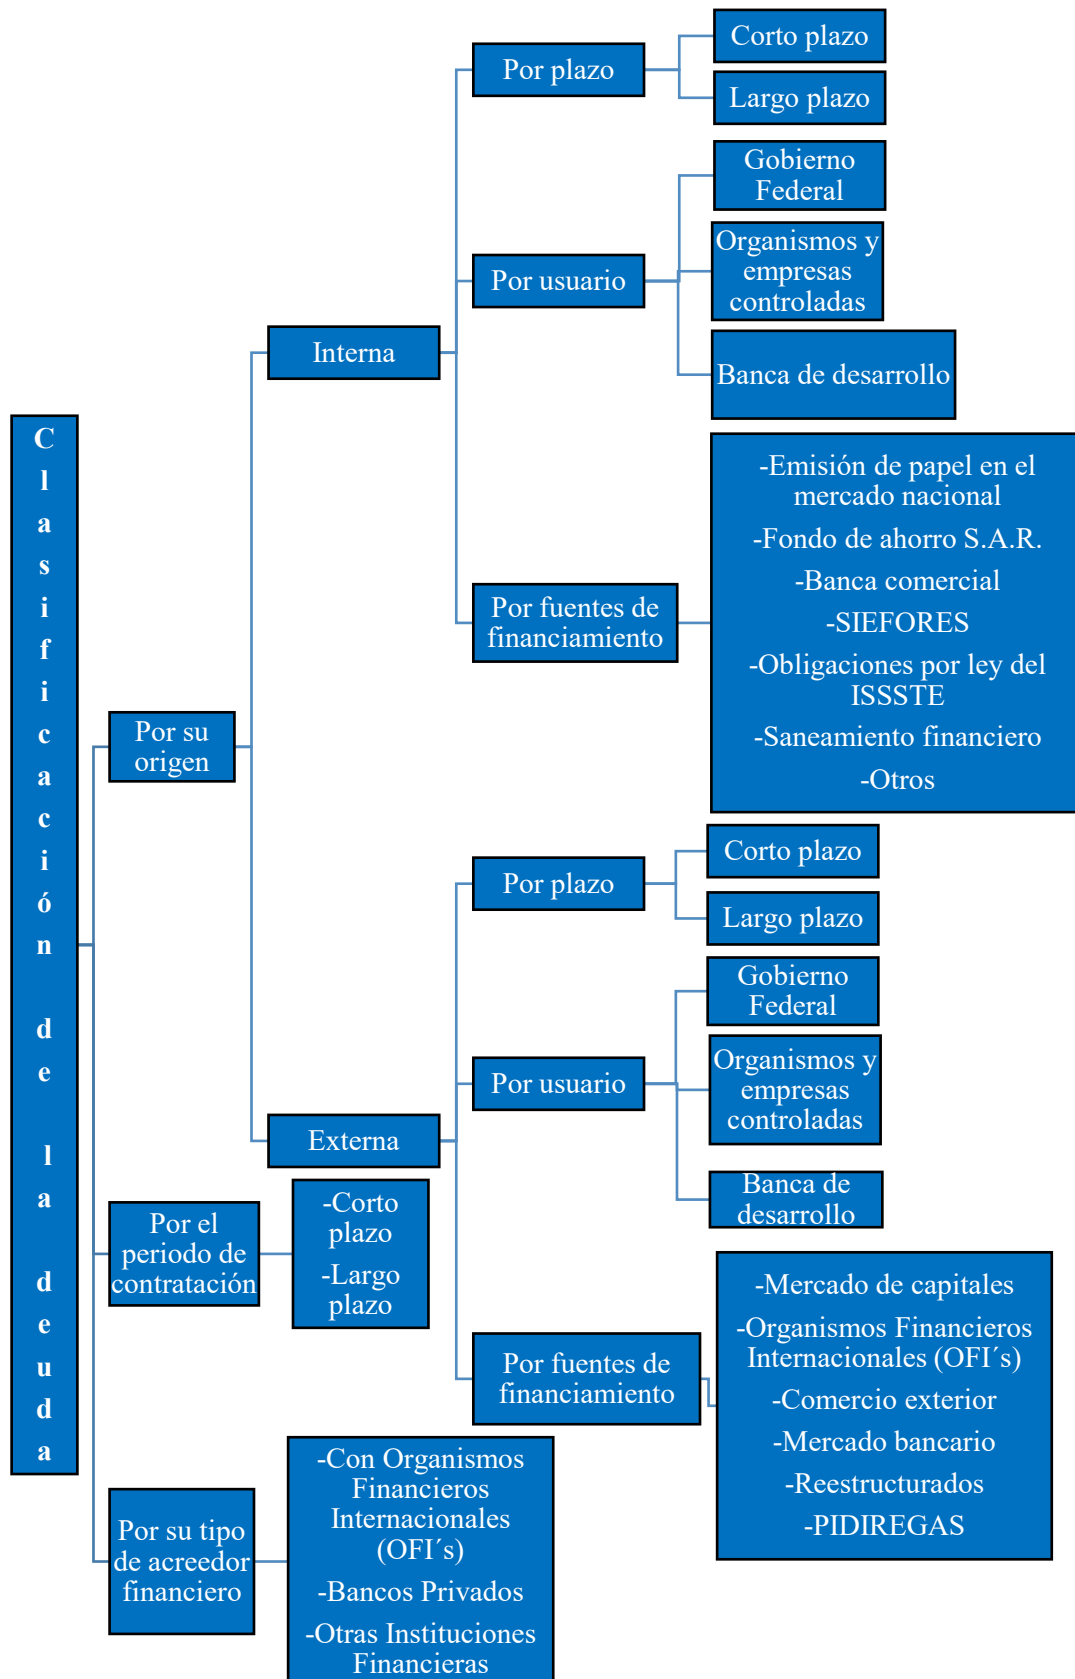 Clasificación de la deuda
Por su
origen
Interna
Por plazo
Corto plazo
Largo plazo
Por usuario
Gobierno
Federal
Organismos y
empresas
controladas
Banca de desarrollo
Por fuentes de
financiamiento
-Emisión de papel en el
mercado nacional
-Fondo de ahorro S.A.R.
-Banca comercial
-SIEFORES
-Obligaciones por ley del
ISSSTE
-Saneamiento financiero
-Otros
Externa
Por plazo
Corto plazo
Largo plazo
Por usuario
Gobierno
Federal
Organismos y
empresas
controladas
Banca de
desarrollo
Por fuentes de
financiamiento
-Mercado de capitales
-Organismos Financieros
Internacionales (OFI´s)
-Comercio exterior
-Mercado bancario
-Reestructurados
-PIDIREGAS
Por el
periodo de
contratación
-Corto
plazo
-Largo
plazo
Por su tipo
de acreedor
financiero
-Con Organismos
Financieros
Internacionales
(OFI´s)
-Bancos Privados
-Otras Instituciones
Financieras